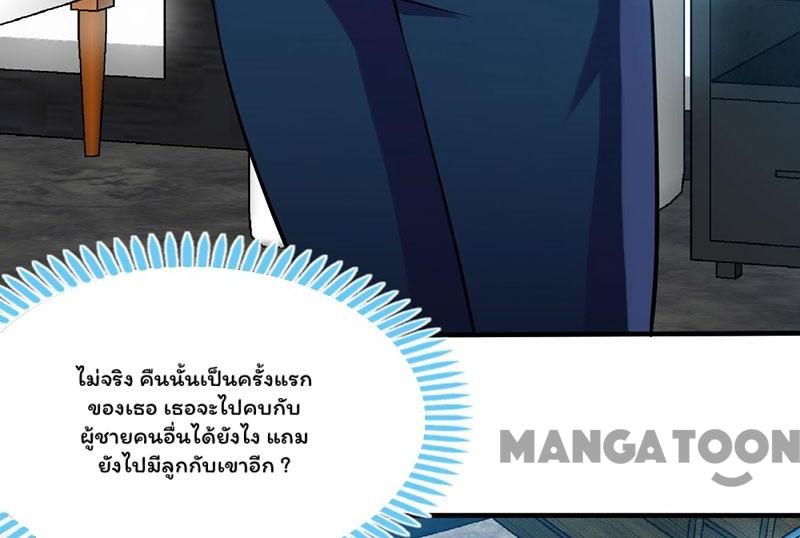 ไม่จริง คืนนั้นเป็นครั้งแรก
ของเธอ เธอจะไปคบกับ
ผู้ชายคนอื่นได้ยังไง แถม
ยังไปมีลูกกับเขาอีก ?
MANGATOON